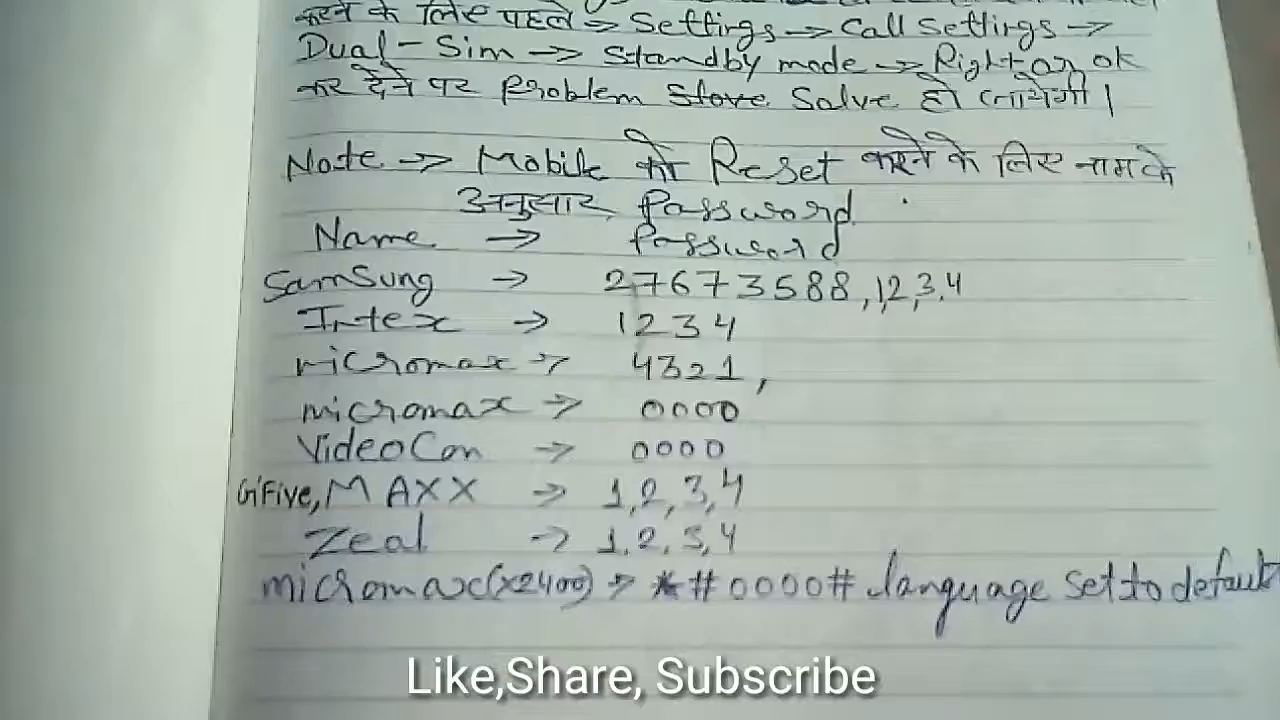 करने के लिए पहले → Settings → Call Settings →
Dual-Sim → Standby mode → Right or ok
कर देने पर Problem Slove Solve हो जायेगी।
Note → Mobile को Reset करने के लिए नाम के
अनुसार Password
Name → Password
Samsung → 27673588,1,2,3,4
Intex → 1234
micromax → 4321,
micromax → 0000
VideoCon → 0000
G'Five, MAXX → 1,2,3,4
Zeal → 1,2,3,4
micromax(x2400) → *#0000# language set to default
Like,Share, Subscribe